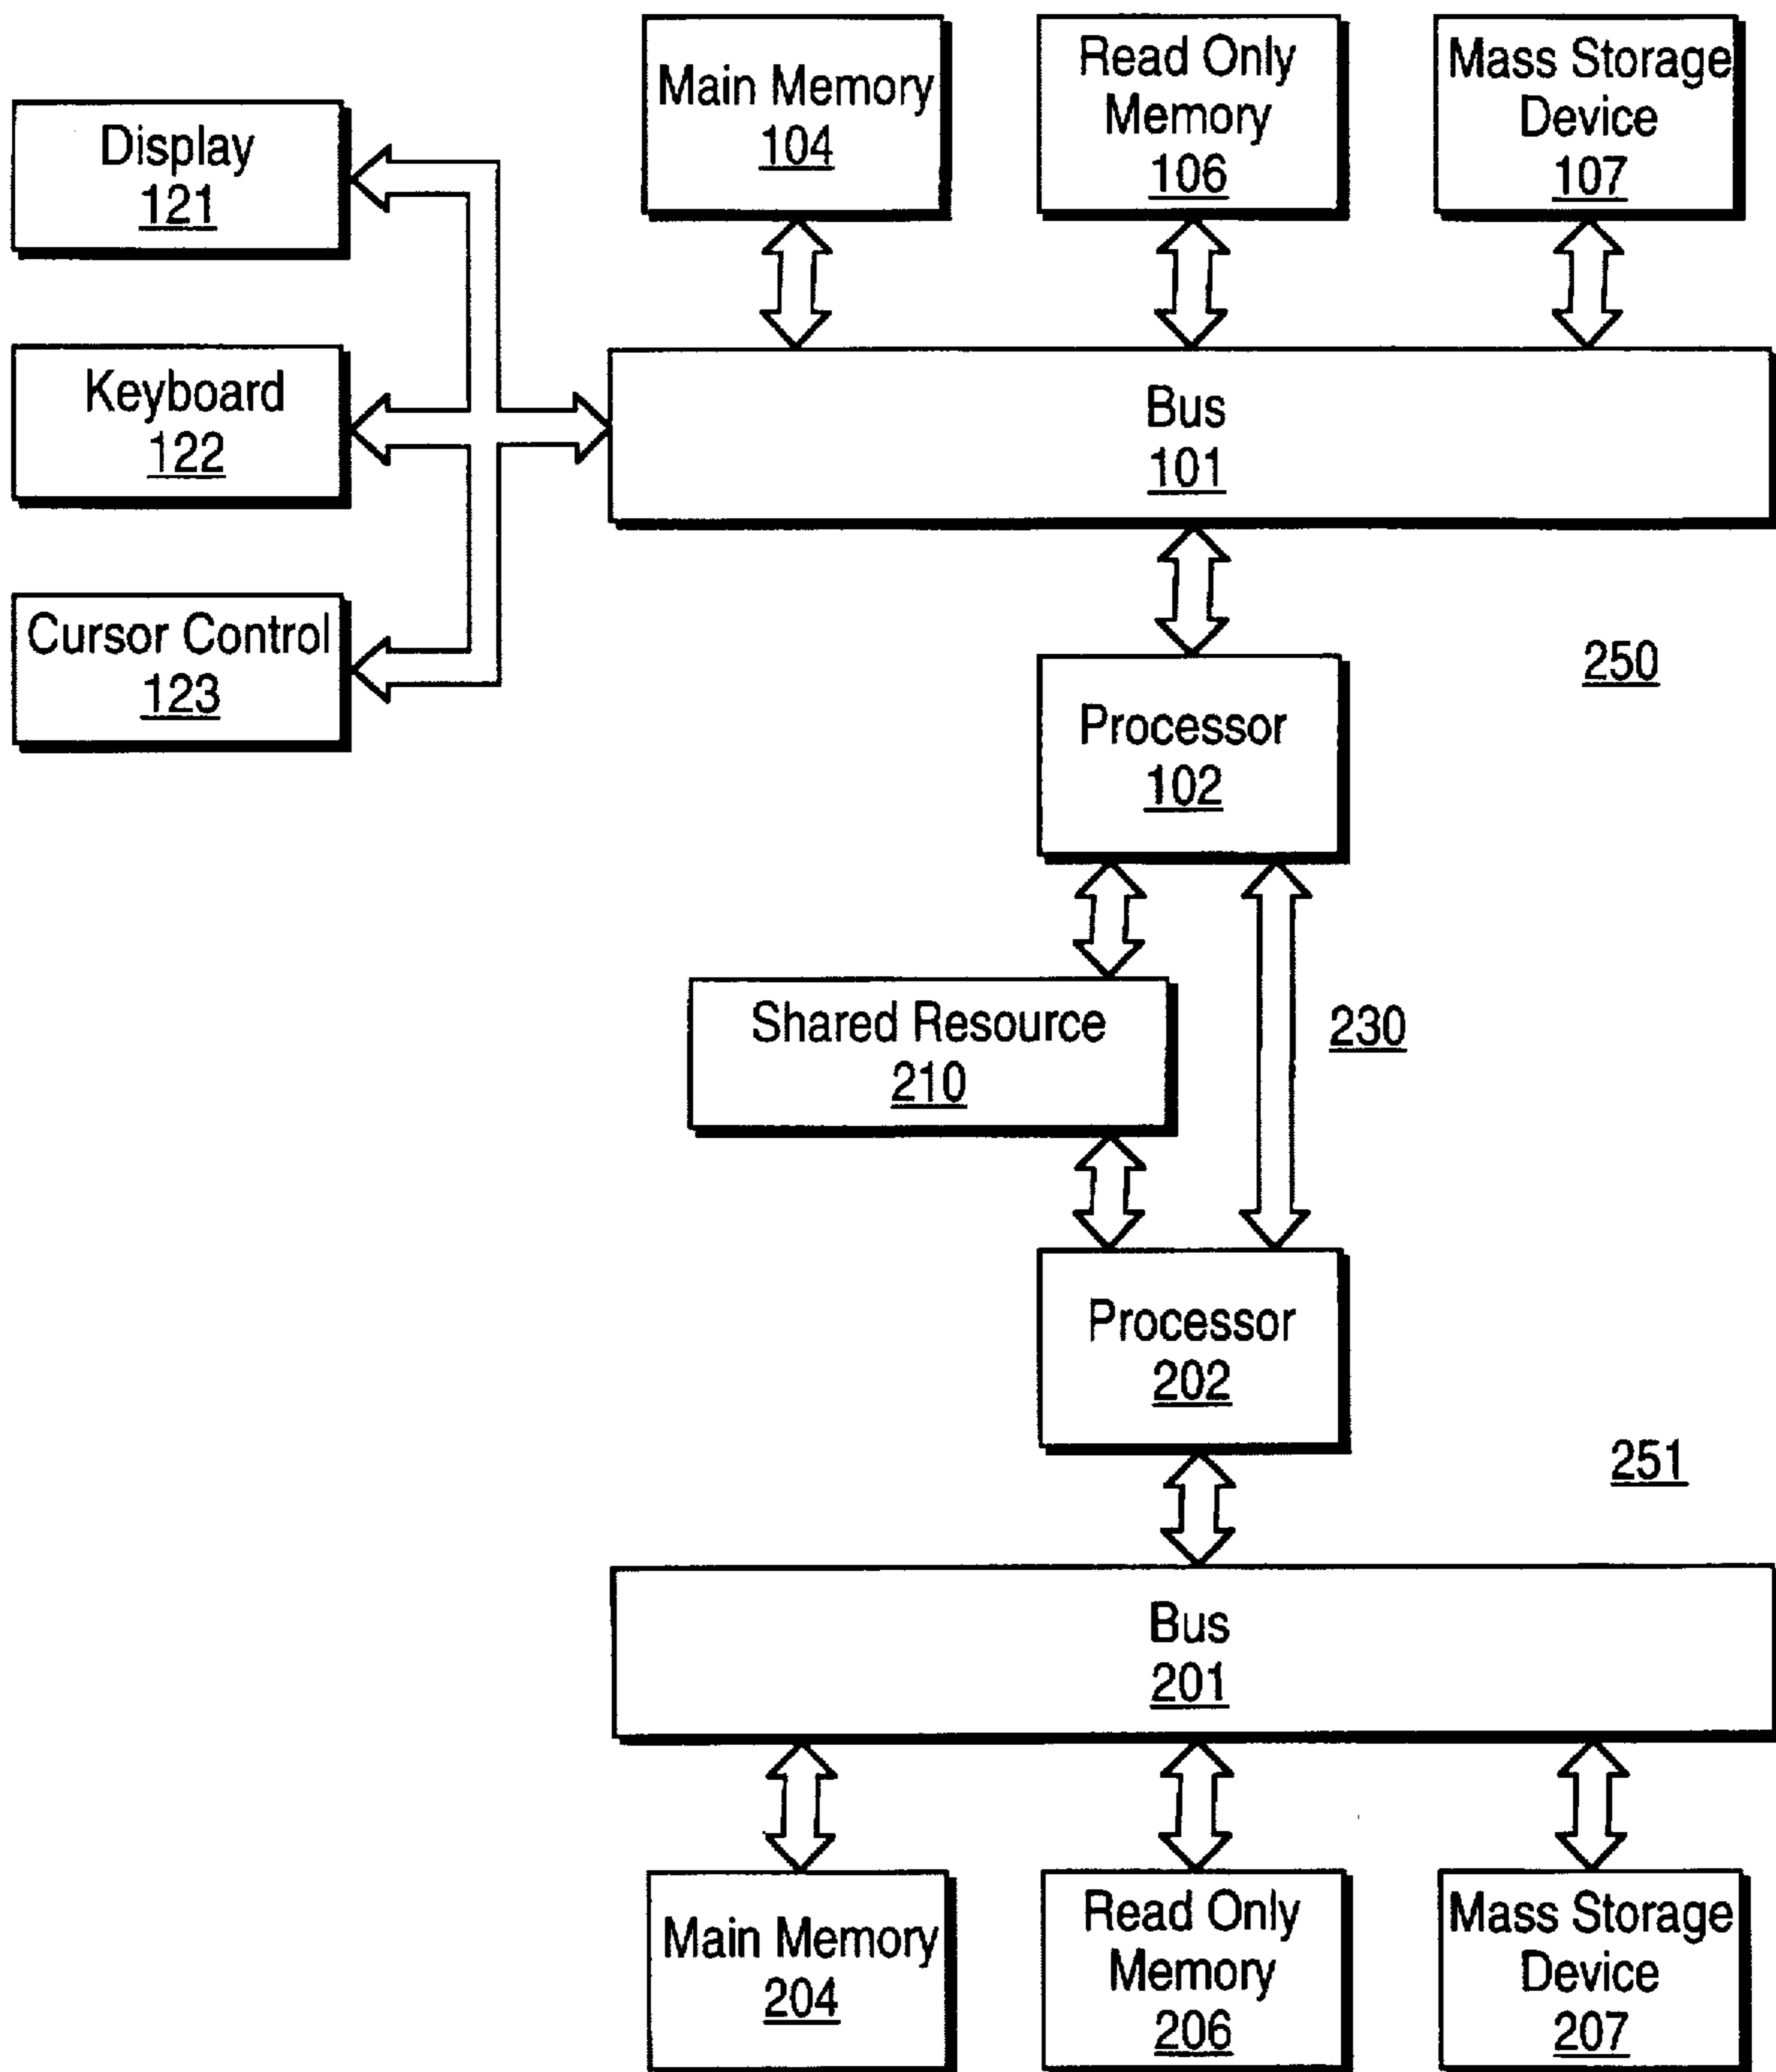 Main Memory
104
Read Only
Memory
106
Mass Storage
Device
107
Display
121
Keyboard
122
Cursor Control
123
Bus
101
250
Processor
102
Shared Resource
210
230
Processor
202
251
Bus
201
Main Memory
204
Read Only
Memory
206
Mass Storage
Device
207